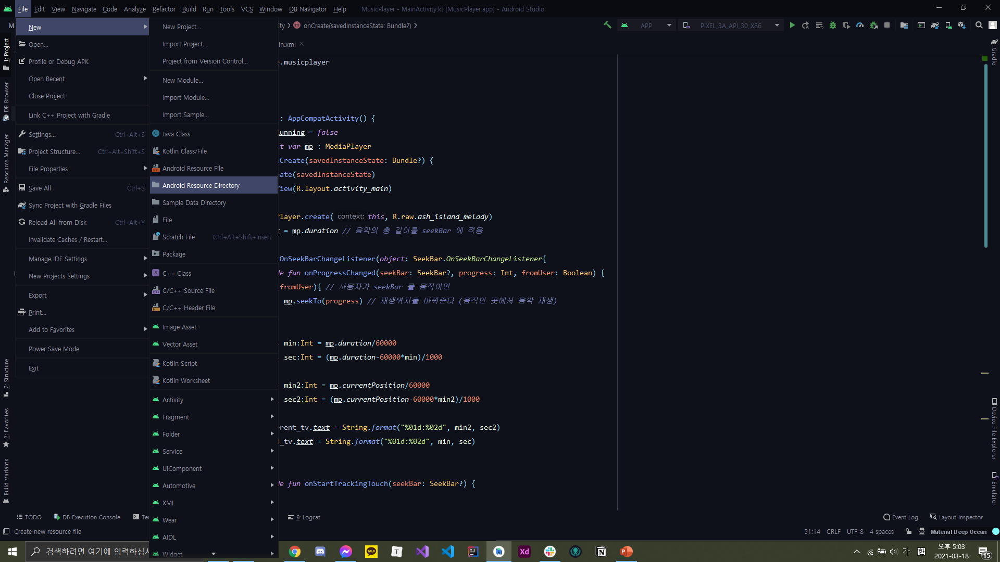 File Edit View Navigate Code Analyze Refactor Build Run Tools VCS Window DB Navigator Help MusicPlayer - MainActivity.kt [MusicPlayer.app] - Android Studio
onCreate(savedInstanceState: Bundle?)
APP
PIXEL_3A_API_30_X86
New
Open...
Profile or Debug APK
Open Recent
Close Project
Link C++ Project with Gradle
Settings... Ctrl+Alt+S
Project Structure... Ctrl+Alt+Shift+S
File Properties
Save All Ctrl+S
Sync Project with Gradle Files
Reload All from Disk Ctrl+Alt+Y
Invalidate Caches / Restart...
Manage IDE Settings
New Projects Settings
Export
Print...
Add to Favorites
Power Save Mode
Exit
New Project...
Import Project...
Project from Version Control...
New Module...
Import Module...
Import Sample...
Java Class
Kotlin Class/File
Android Resource File
Android Resource Directory
Sample Data Directory
File
Scratch File Ctrl+Alt+Shift+Insert
Package
C++ Class
C/C++ Source File
C/C++ Header File
Image Asset
Vector Asset
Kotlin Script
Kotlin Worksheet
Activity
Fragment
Folder
Service
UiComponent
Automotive
XML
Wear
AIDL
Widget
in.xml
e.musicplayer
: AppCompatActivity() {
unning = false
t var mp : MediaPlayer
nCreate(savedInstanceState: Bundle?) {
eate(savedInstanceState)
View(R.layout.activity_main)
Player.create( context: this, R.raw.ash_island_melody)
= mp.duration // 음악의 총 길이를 seekBar 에 적용
tOnSeekBarChangeListener(object: SeekBar.OnSeekBarChangeListener{
de fun onProgressChanged(seekBar: SeekBar?, progress: Int, fromUser: Boolean) {
(fromUser){ // 사용자가 seekBar 를 움직이면
mp.seekTo(progress) // 재생위치를 바꿔준다 (움직인 곳에서 음악 재생)
min:Int = mp.duration/60000
sec:Int = (mp.duration-60000*min)/1000
min2:Int = mp.currentPosition/60000
sec2:Int = (mp.currentPosition-60000*min2)/1000
rrent_tv.text = String.format("%01d:%02d", min2, sec2)
d_tv.text = String.format("%01d:%02d", min, sec)
de fun onStartTrackingTouch(seekBar: SeekBar?) {
1: Project
DB Browser
Resource Manager
7: Structure
2: Favorites
Build Variants
Gradle
Device File Explorer
Emulator
TODO DB Execution Console Te 6: Logcat Event Log Layout Inspector
Create new resource file 51:14 CRLF UTF-8 4 spaces Material Deep Ocean
검색하려면 여기에 입력하십시
가 한
오후 5:03
2021-03-18
15